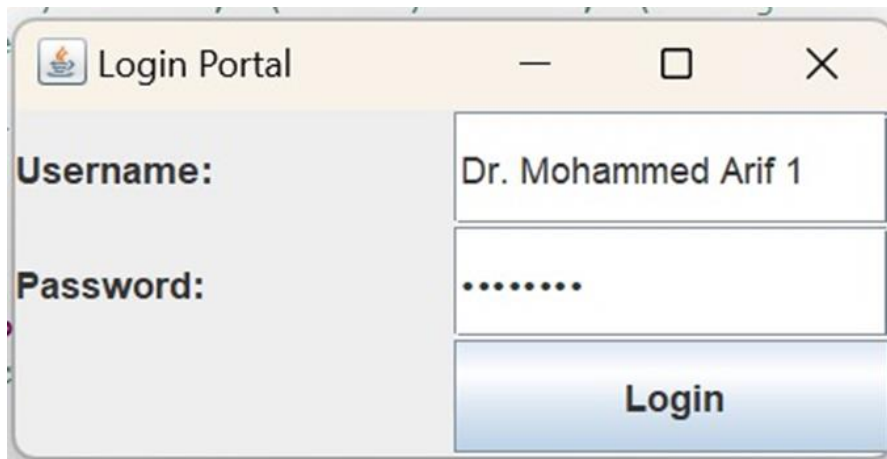 Login Portal
Username: Dr. Mohammed Arif 1
Password: ••••••••
Login